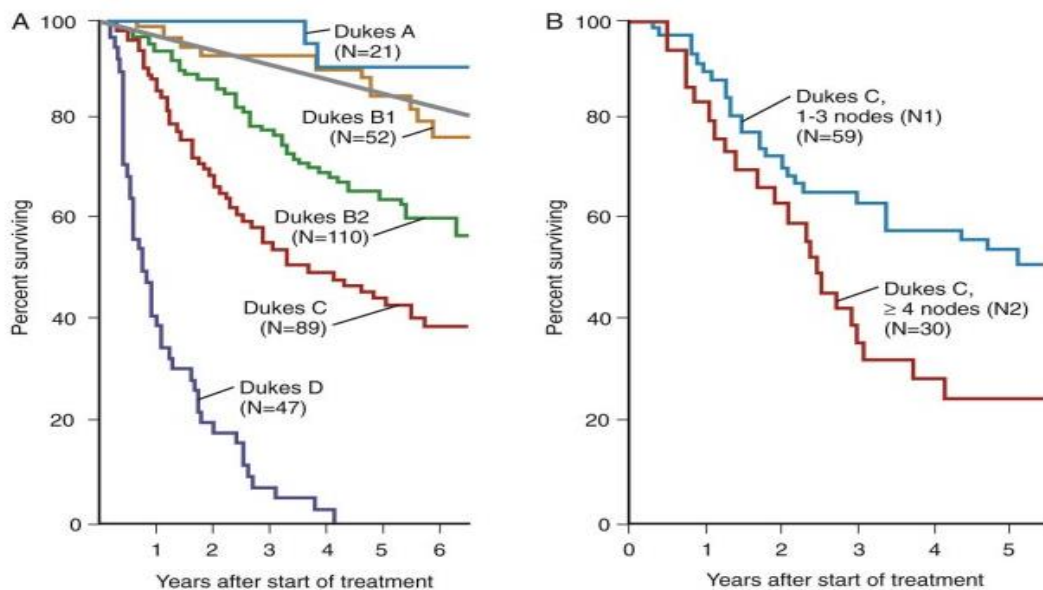 A
100
80
60
40
20
0
Percent surviving
Dukes A
(N=21)
Dukes B1
(N=52)
Dukes B2
(N=110)
Dukes C
(N=89)
Dukes D
(N=47)
1 2 3 4 5 6
Years after start of treatment
B
100
80
60
40
20
0
Percent surviving
Dukes C,
1-3 nodes (N1)
(N=59)
Dukes C,
≥ 4 nodes (N2)
(N=30)
0 1 2 3 4 5
Years after start of treatment